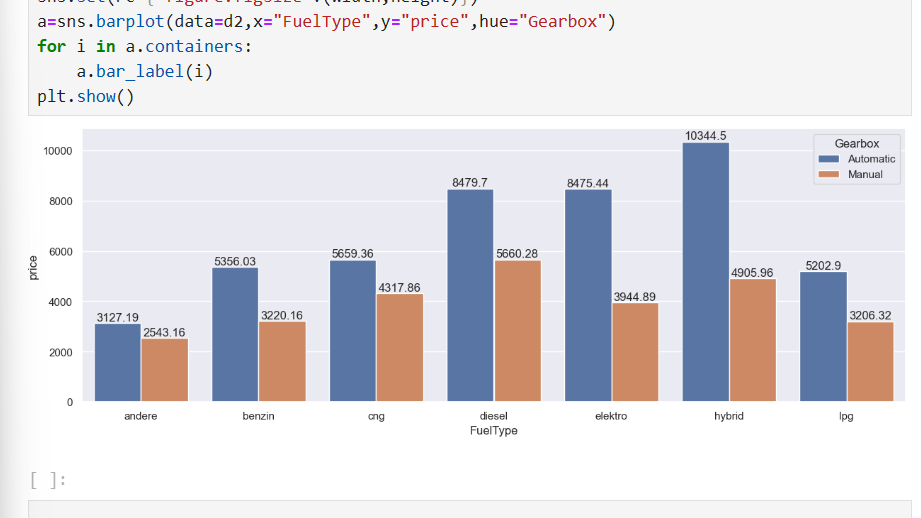 a=sns.barplot(data=d2,x="FuelType",y="price",hue="Gearbox")
for i in a.containers:
    a.bar_label(i)
plt.show()
10344.5
Gearbox
Automatic
Manual
10000
8479.7
8475.44
8000
5659.36
5660.28
6000
5356.03
5202.9
4905.96
4317.86
3944.89
4000
3127.19
3220.16
3206.32
2543.16
2000
0
price
andere benzin cng diesel elektro hybrid lpg
FuelType
[ ]: